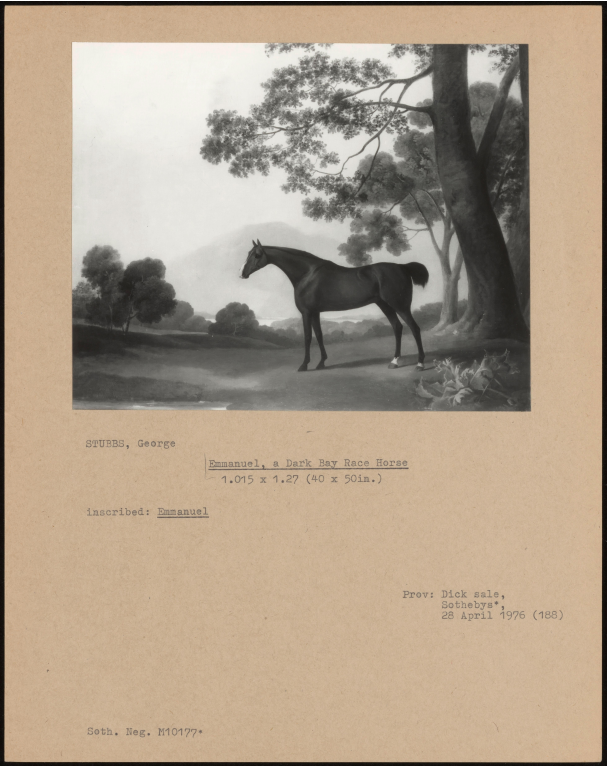 STUBBS, George
Emmanuel, a Dark Bay Race Horse
1.015 x 1.27 (40 x 50in.)
inscribed: Emmanuel
Prov: Dick sale,
Sothebys*,
28 April 1976 (188)
Soth. Neg. M10177*